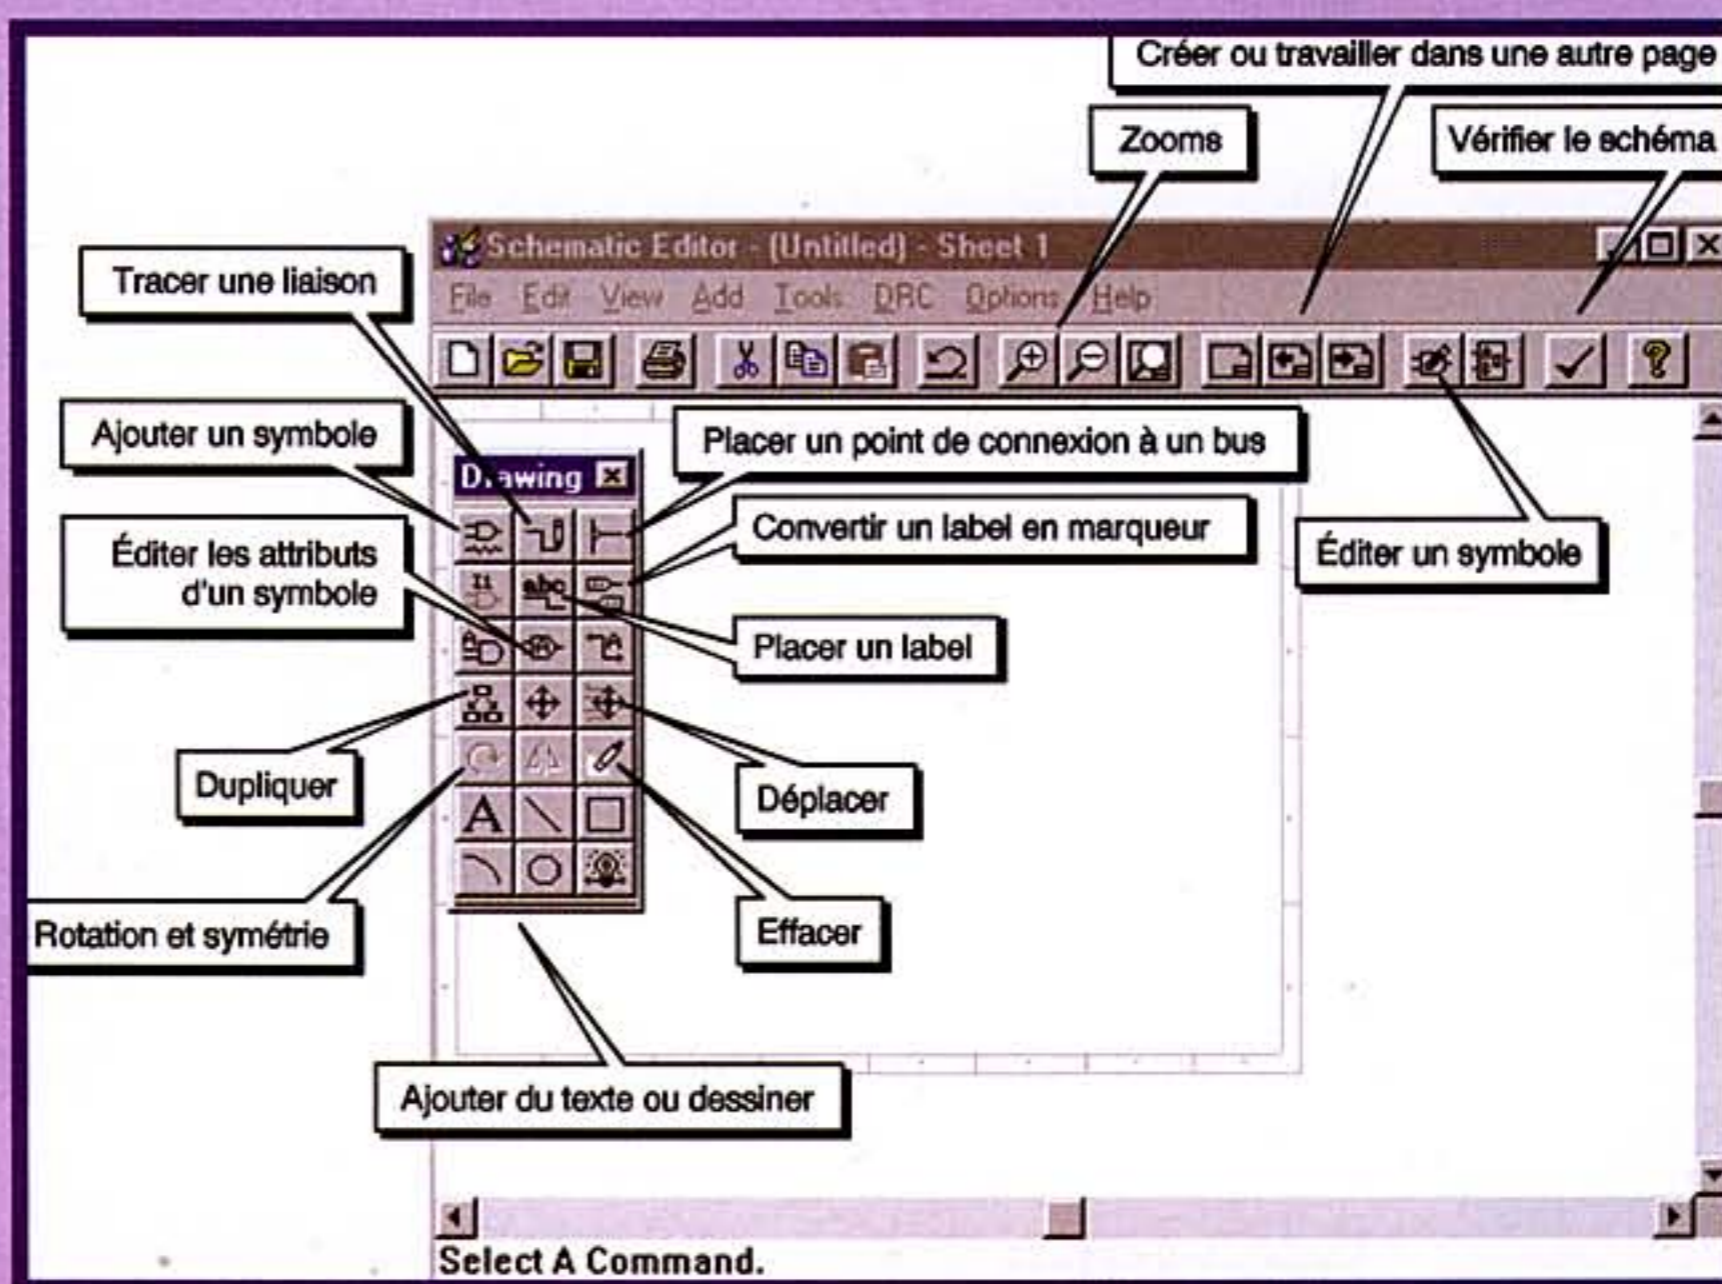 Créer ou travailler dans une autre page
Zooms
Vérifier le schéma
Schematic Editor - (Untitled) - Sheet 1
Tracer une liaison
File Edit View Add Tools DRC Options Help
Ajouter un symbole
Placer un point de connexion à un bus
Drawing
Convertir un label en marqueur
Éditer les attributs
d'un symbole
Éditer un symbole
abc
Placer un label
Dupliquer
Déplacer
A
Rotation et symétrie
Effacer
Ajouter du texte ou dessiner
Select A Command.